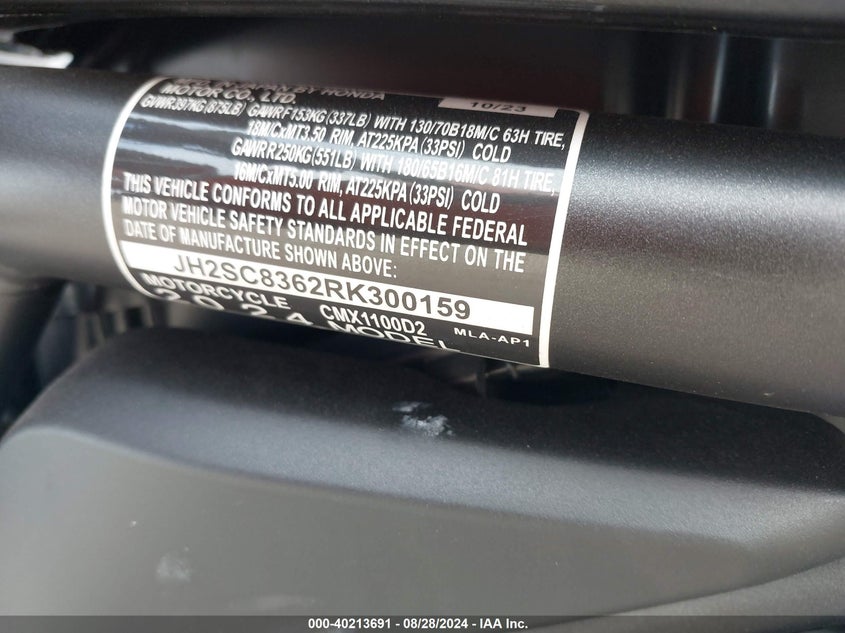 BY HONDA
MOTOR CO., LTD. 10/23
GVWR397KG(875LB) GAWRF153KG(337LB) WITH 130/70B18M/C 63H TIRE,
18M/CxMT3.50 RIM, AT225KPA(33PSI) COLD
GAWRR250KG(551LB) WITH 180/65B16M/C 81H TIRE,
16M/CxMT5.00 RIM, AT225KPA(33PSI) COLD
THIS VEHICLE CONFORMS TO ALL APPLICABLE FEDERAL
MOTOR VEHICLE SAFETY STANDARDS IN EFFECT ON THE
DATE OF MANUFACTURE SHOWN ABOVE:
JH2SC8362RK300159
MOTORCYCLE CMX1100D2 MLA-AP1
2024 MODEL
000-40213691 - 08/28/2024 - IAA Inc.